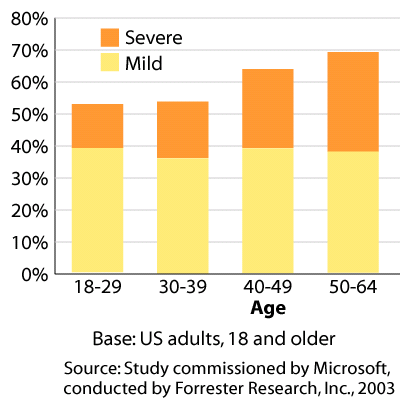 80%
70%
60%
50%
40%
30%
20%
10%
0%
Severe
Mild
18-29 30-39 40-49 50-64
Age
Base: US adults, 18 and older
Source: Study commissioned by Microsoft,
conducted by Forrester Research, Inc., 2003